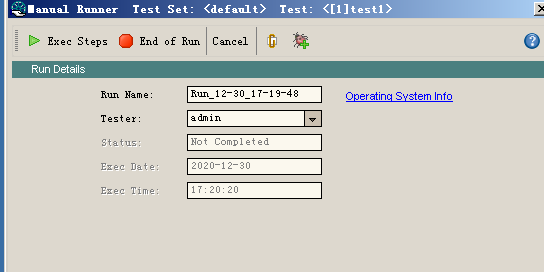 Manual Runner Test Set: <default> Test: <[1]test1>
Exec Steps End of Run Cancel
Run Details
Run Name: Run_12-30_17-19-48 Operating System Info
Tester: admin
Status: Not Completed
Exec Date: 2020-12-30
Exec Time: 17:20:20